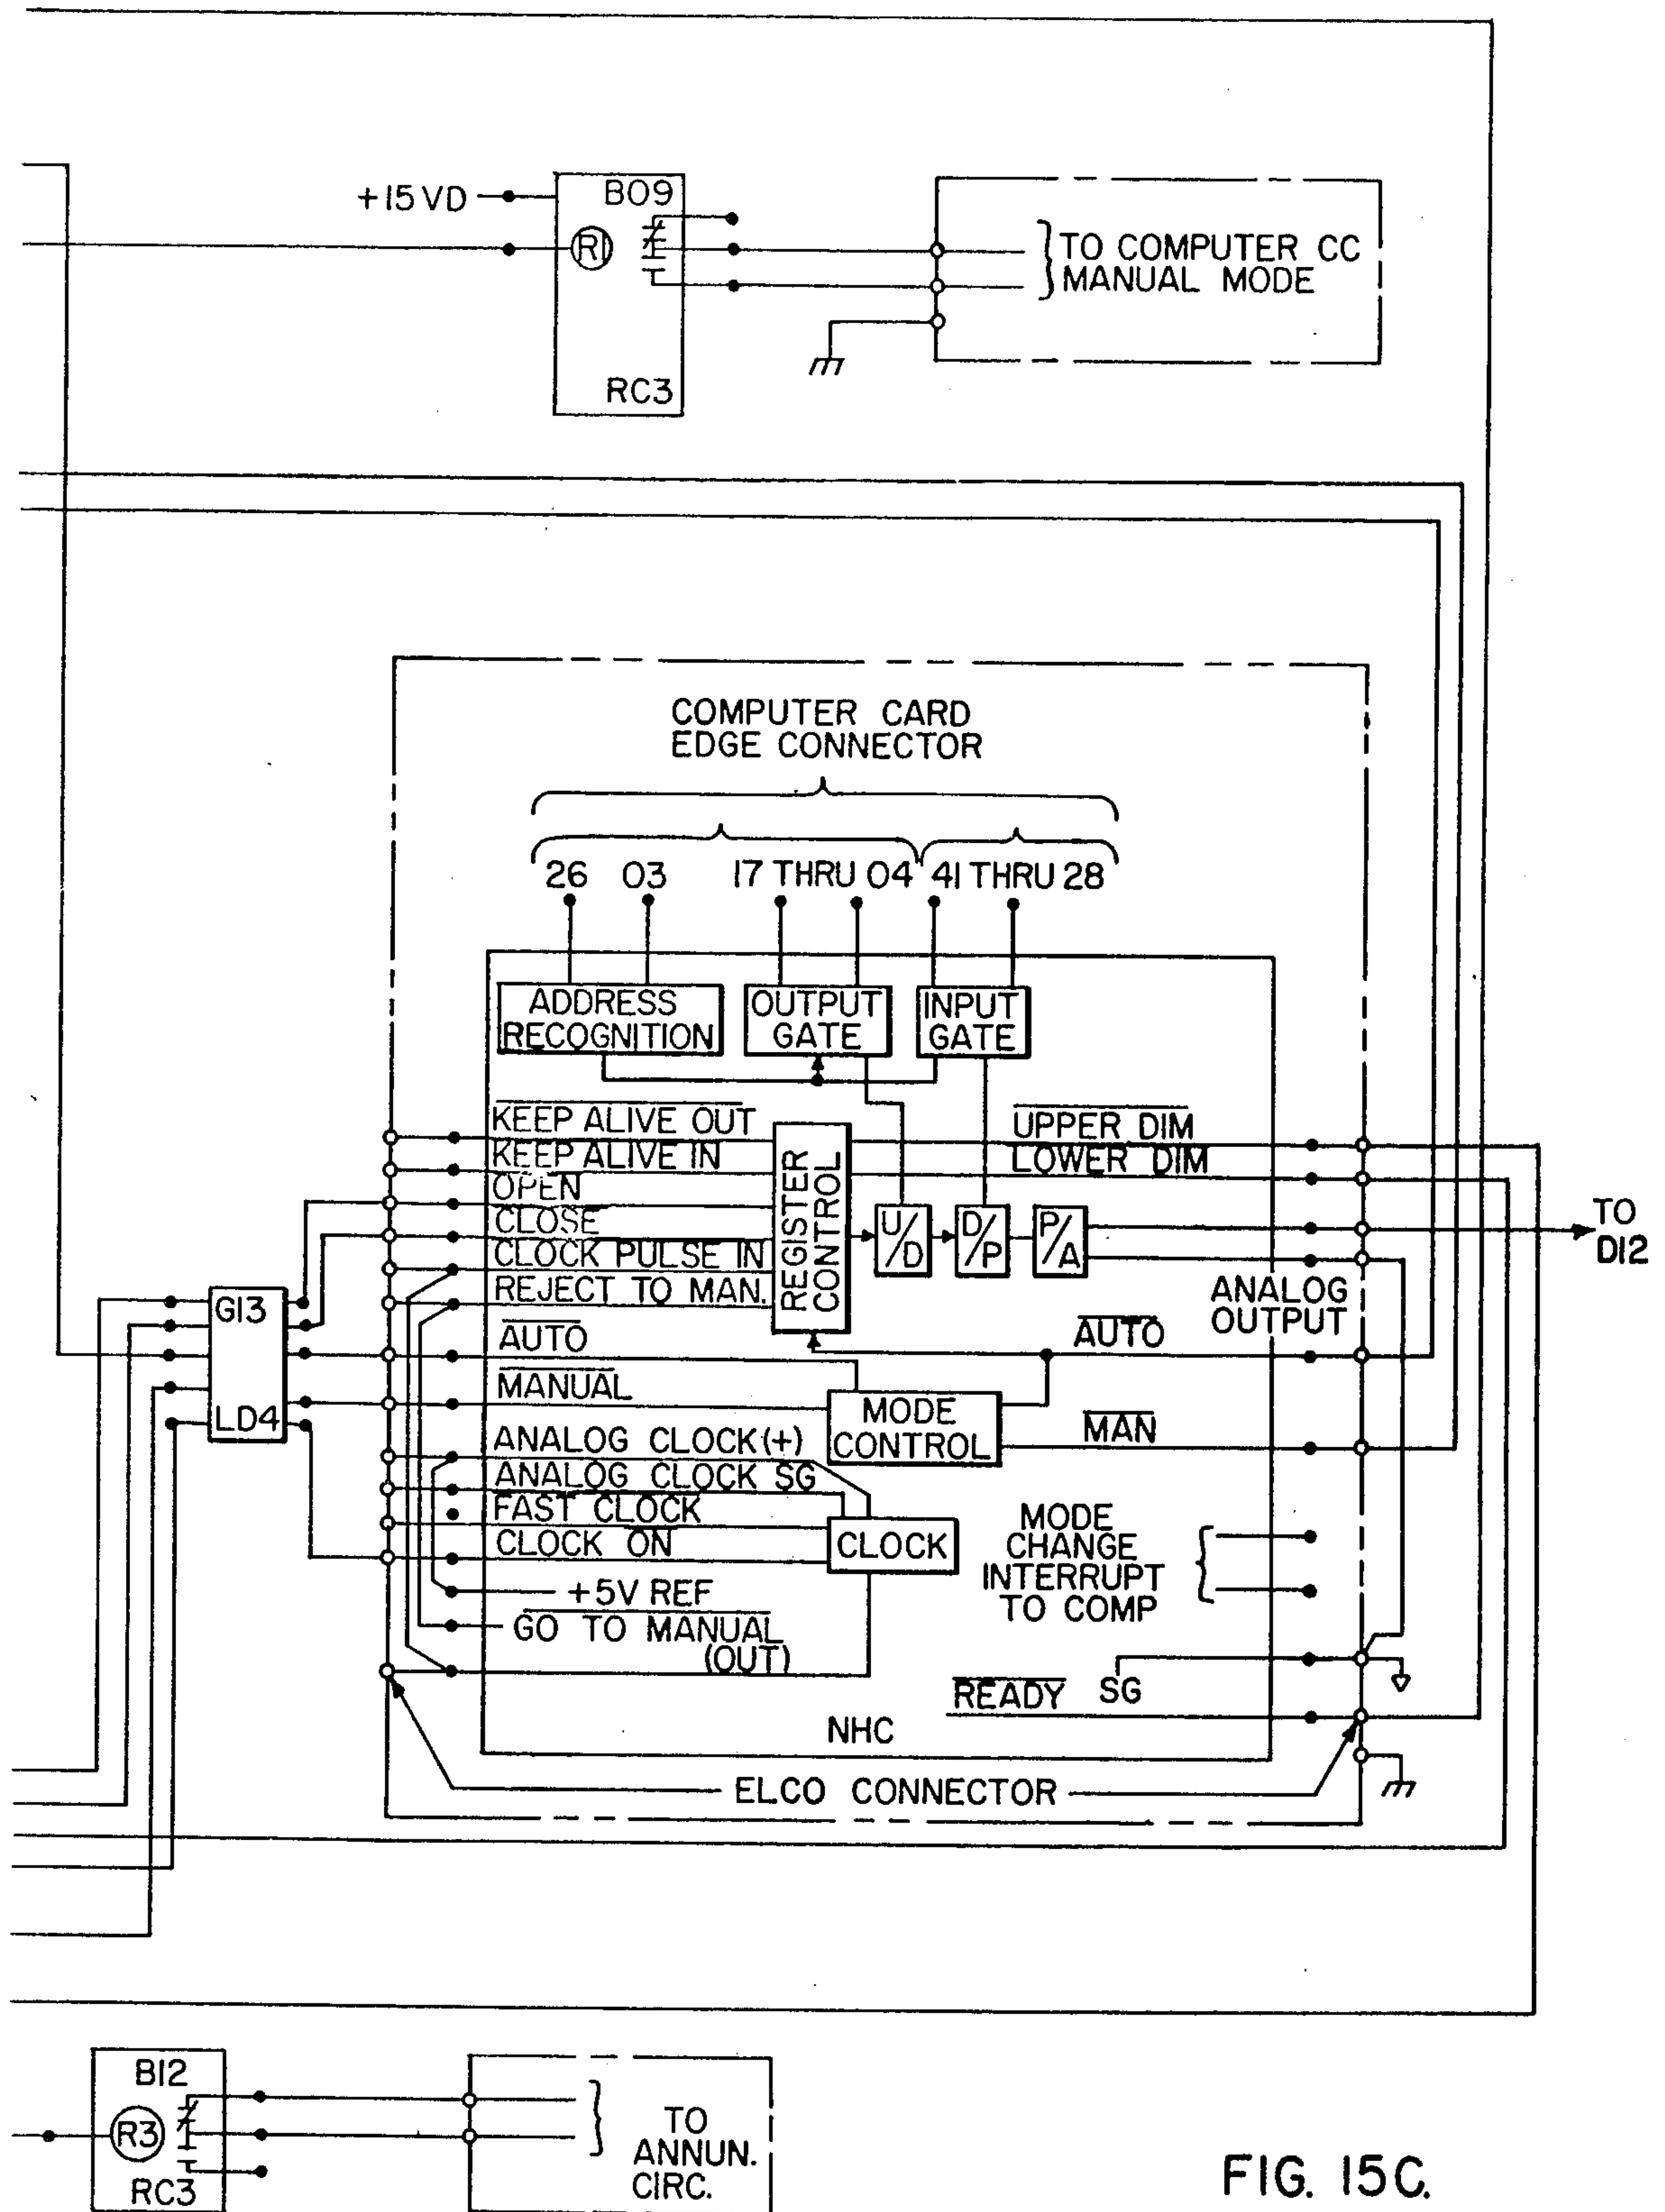 +15VD
B09
R1
RC3
TO COMPUTER CC
MANUAL MODE
COMPUTER CARD
EDGE CONNECTOR
26 03 17 THRU 04 41 THRU 28
ADDRESS
RECOGNITION
OUTPUT
GATE
INPUT
GATE
KEEP ALIVE OUT
KEEP ALIVE IN
OPEN
CLOSE
CLOCK PULSE IN
REJECT TO MAN.
AUTO
MANUAL
ANALOG CLOCK (+)
ANALOG CLOCK SG
FAST CLOCK
CLOCK ON
+5V REF
GO TO MANUAL
(OUT)
REGISTER
CONTROL
U/D
D/P
P/A
UPPER DIM
LOWER DIM
TO
D12
ANALOG
OUTPUT
AUTO
MODE
CONTROL
MAN
CLOCK
MODE
CHANGE
INTERRUPT
TO COMP
READY SG
NHC
ELCO CONNECTOR
G13
LD4
B12
R3
RC3
TO
ANNUN.
CIRC.
FIG. 15C.